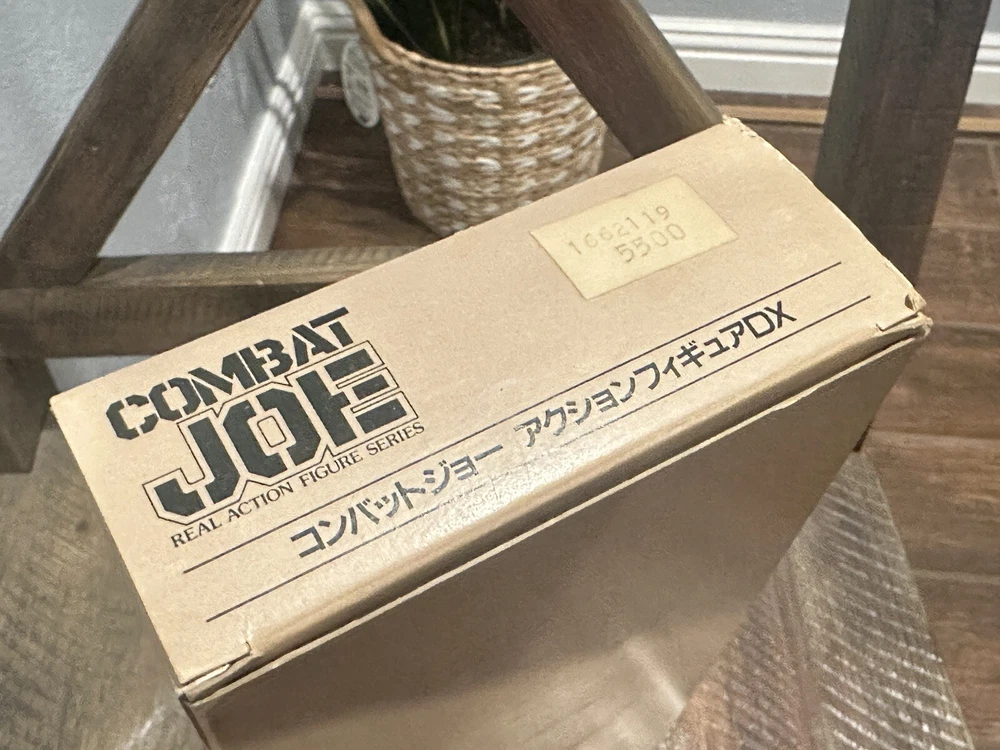 COMBAT
JOE
REAL ACTION FIGURE SERIES
コンバットジョー アクションフィギュアDX
1662119
5500